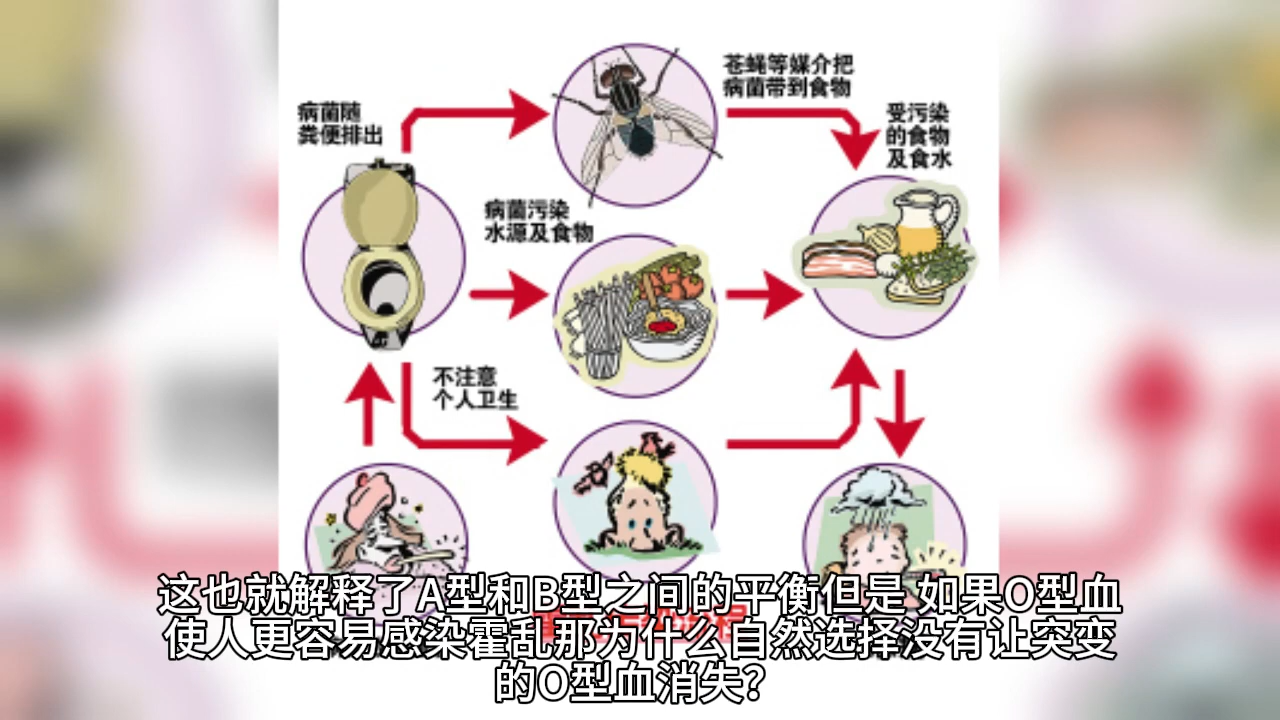 苍蝇等媒介把
病菌带到食物
病菌随
粪便排出
受污染
的食物
及食水
病菌污染
水源及食物
不注意
个人卫生
这也就解释了A型和B型之间的平衡但是 如果O型血
使人更容易感染霍乱那为什么自然选择没有让突变
的O型血消失？